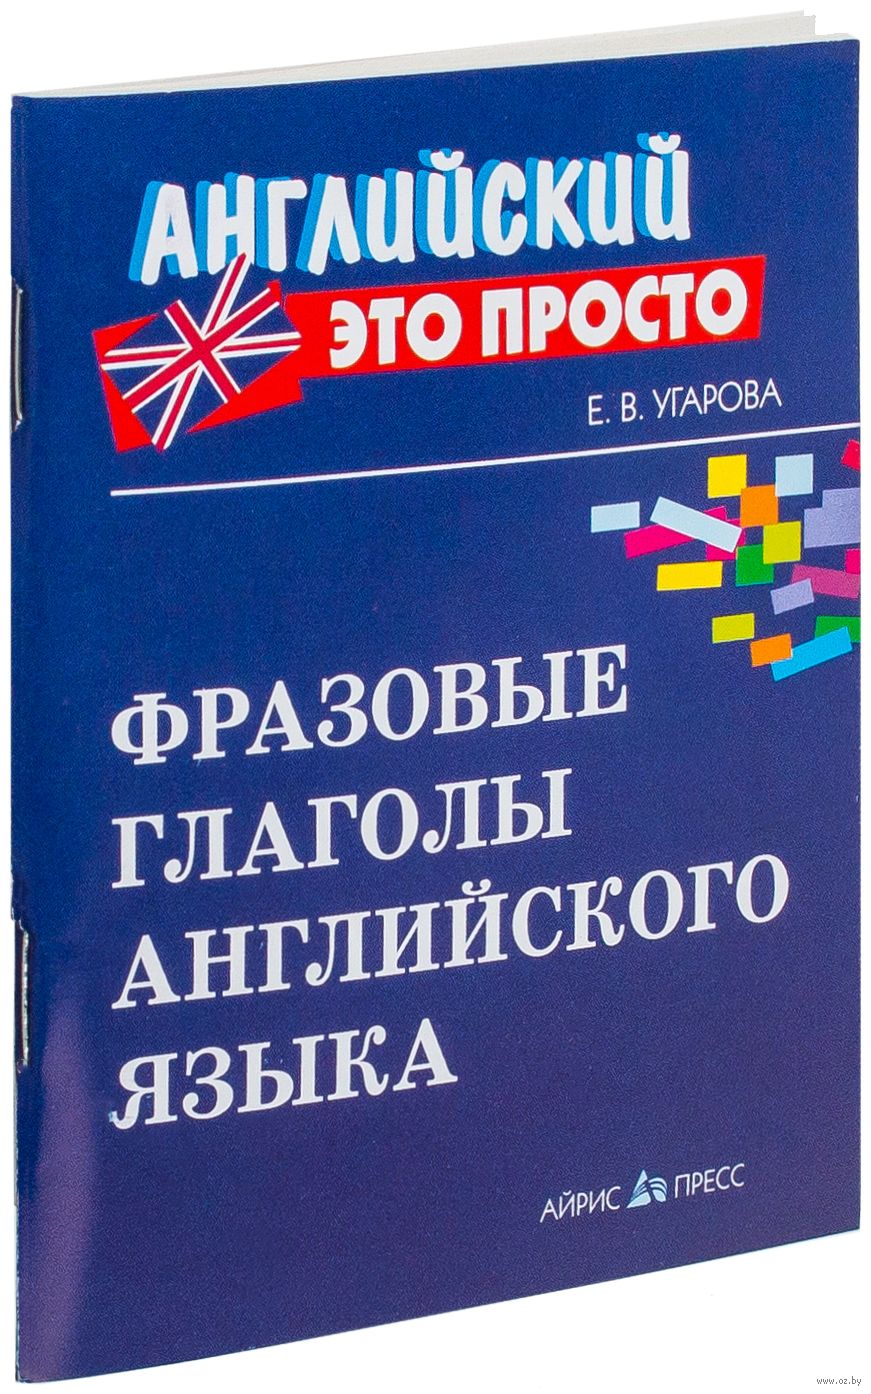 АНГЛИЙСКИЙ
ЭТО ПРОСТО
Е. В. УГАРОВА
ФРАЗОВЫЕ
ГЛАГОЛЫ
АНГЛИЙСКОГО
ЯЗЫКА
АЙРИС ПРЕСС
www.oz.by